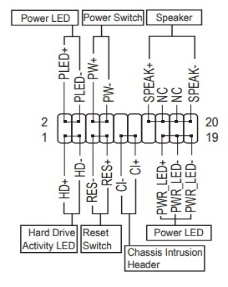 Power LED Power Switch Speaker
PLED+ PLED- PW+ PW- SPEAK+ NC NC SPEAK-
2 20
1 19
HD+ HD- RES- RES+ CI- CI+ PWR_LED+ PWR_LED- PWR_LED-
Hard Drive Activity LED
Reset Switch
Power LED
Chassis Intrusion Header